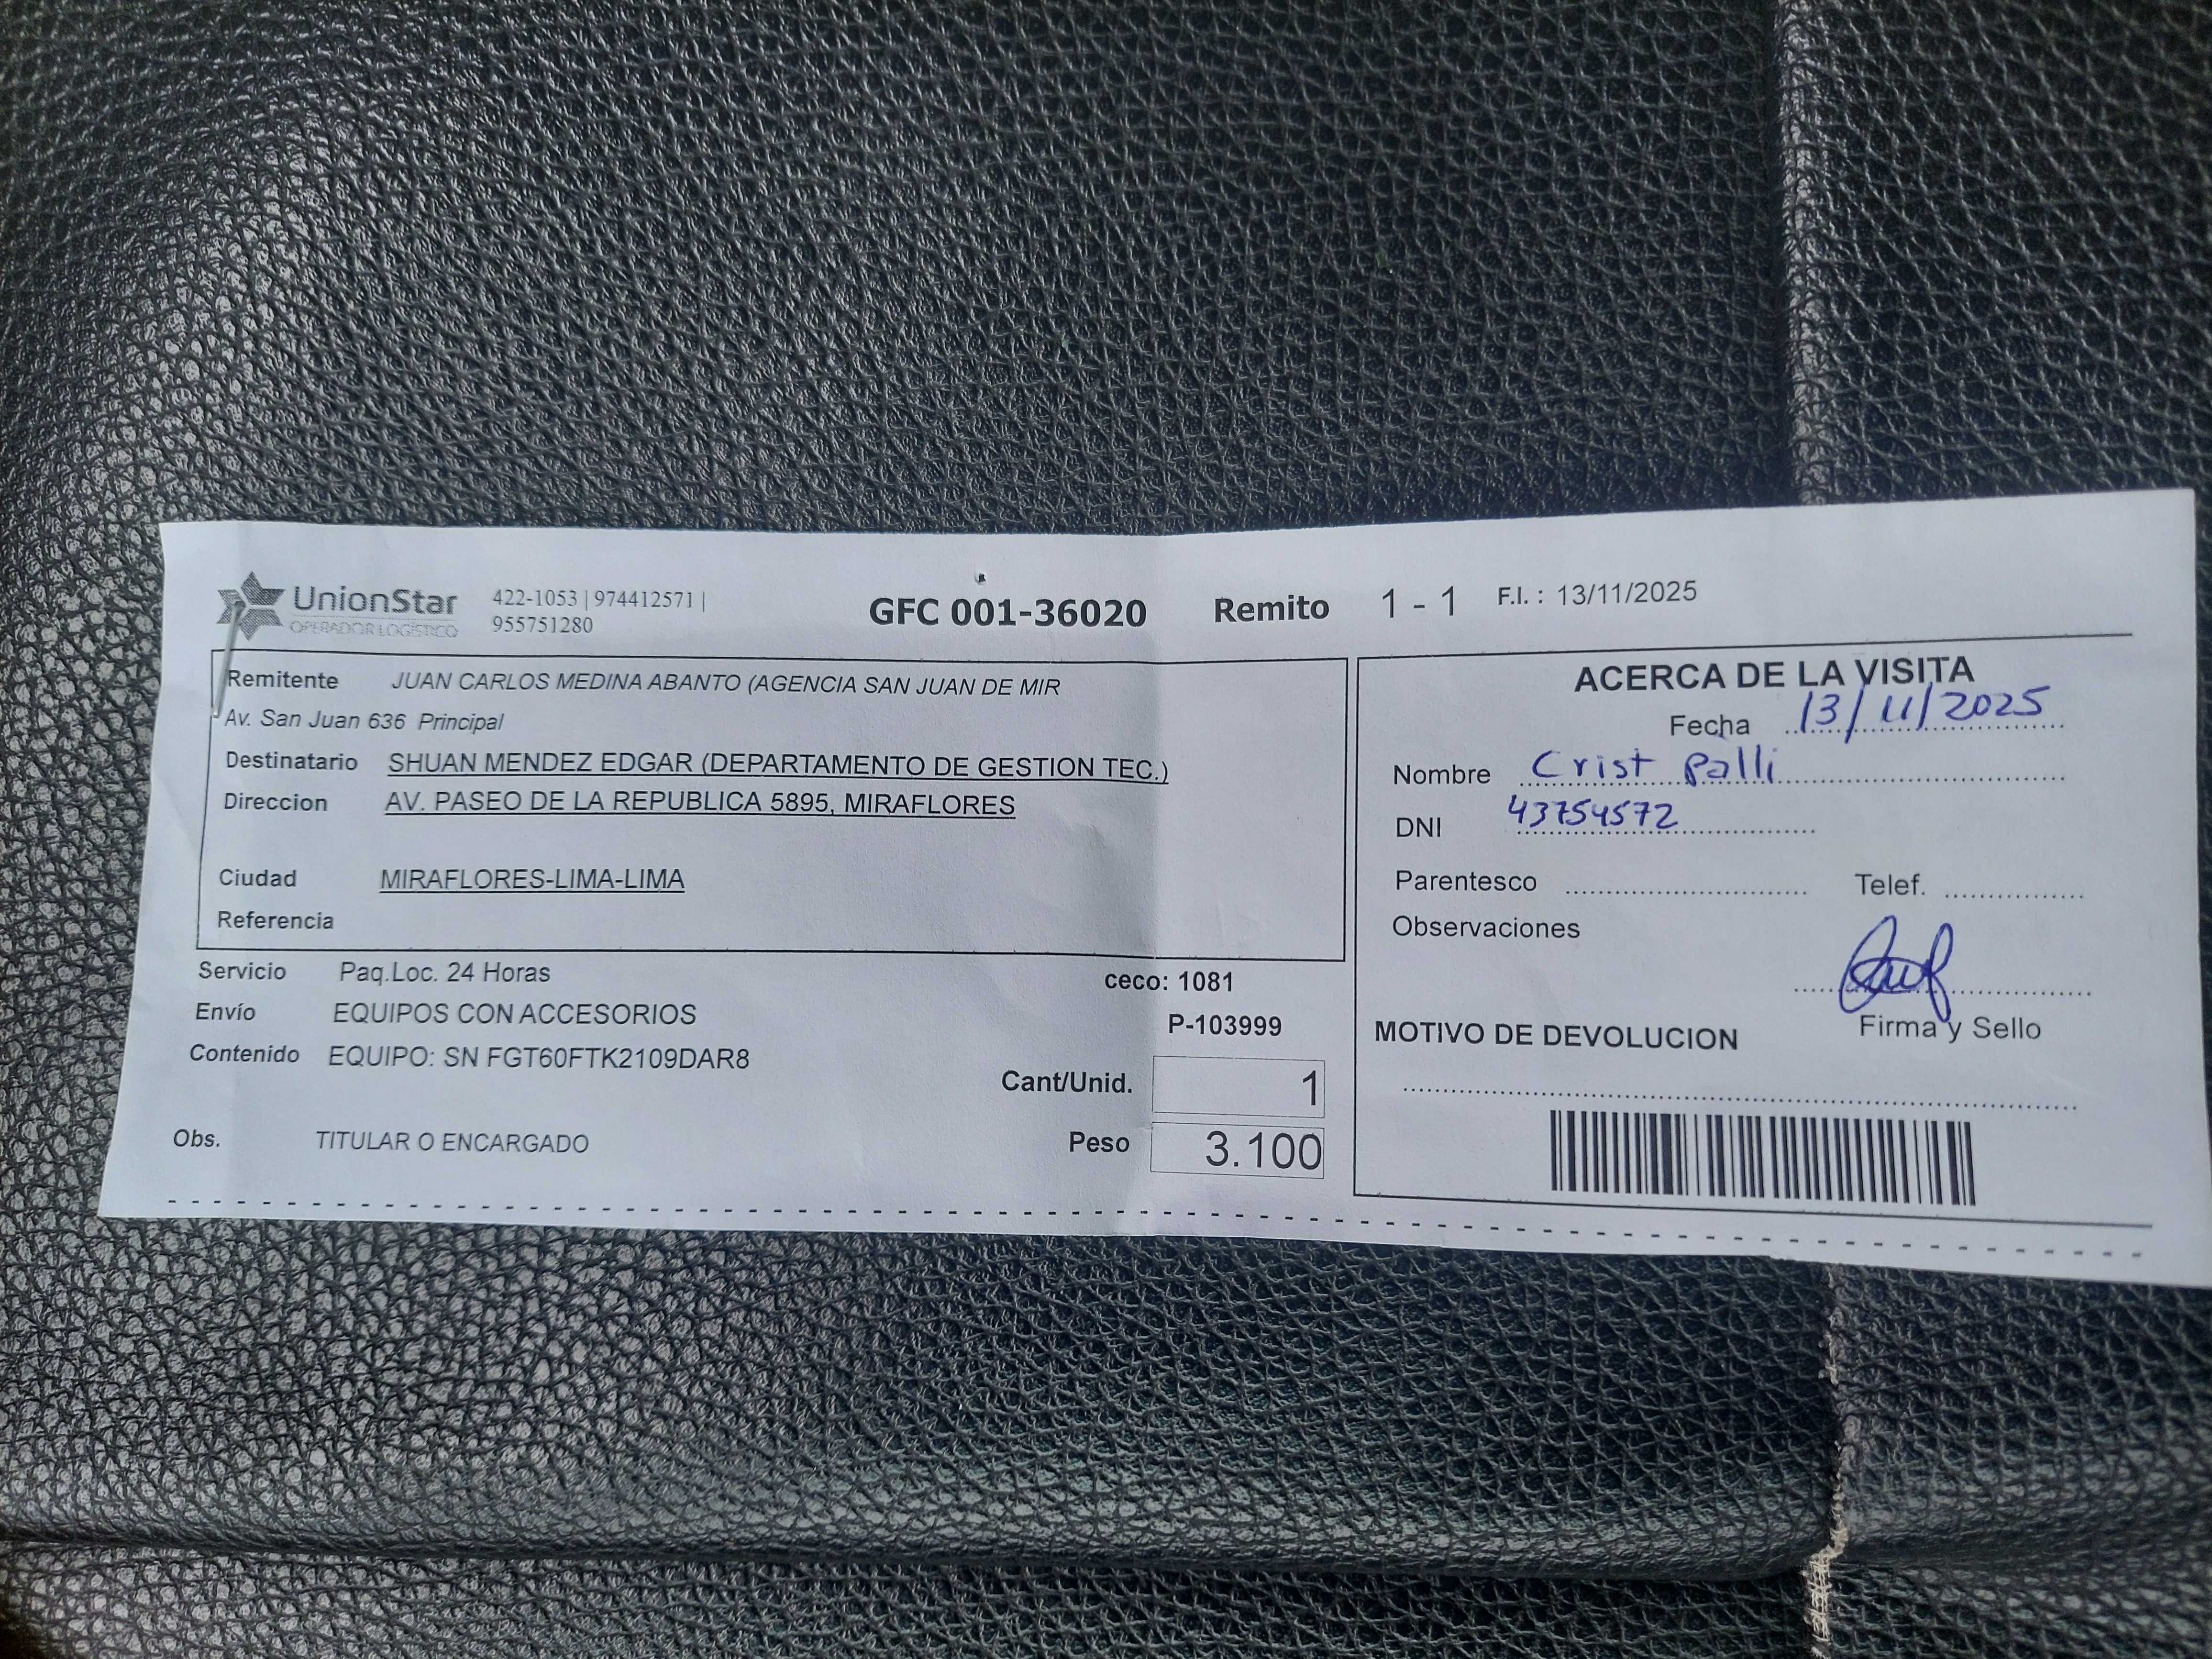 UnionStar
OPERADOR LOGÍSTICO
422-1053 | 974412571 |
955751280
GFC 001-36020 Remito 1 - 1 F.I. : 13/11/2025
Remitente JUAN CARLOS MEDINA ABANTO (AGENCIA SAN JUAN DE MIR
Av. San Juan 636 Principal
Destinatario SHUAN MENDEZ EDGAR (DEPARTAMENTO DE GESTION TEC.)
Direccion AV. PASEO DE LA REPUBLICA 5895, MIRAFLORES
Ciudad MIRAFLORES-LIMA-LIMA
Referencia
Servicio Paq.Loc. 24 Horas
ceco: 1081
Envío EQUIPOS CON ACCESORIOS
P-103999
Contenido EQUIPO: SN FGT60FTK2109DAR8
Cant/Unid. 1
Obs. TITULAR O ENCARGADO
Peso 3.100
ACERCA DE LA VISITA
Fecha 13/11/2025
Nombre Crist Palli
DNI 43754572
Parentesco Telef.
Observaciones
Firma y Sello
MOTIVO DE DEVOLUCION